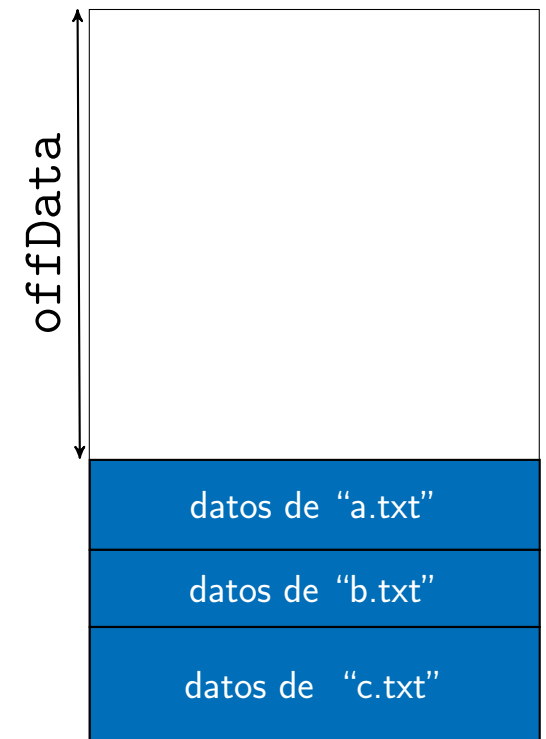 offData
datos de “a.txt”
datos de “b.txt”
datos de “c.txt”